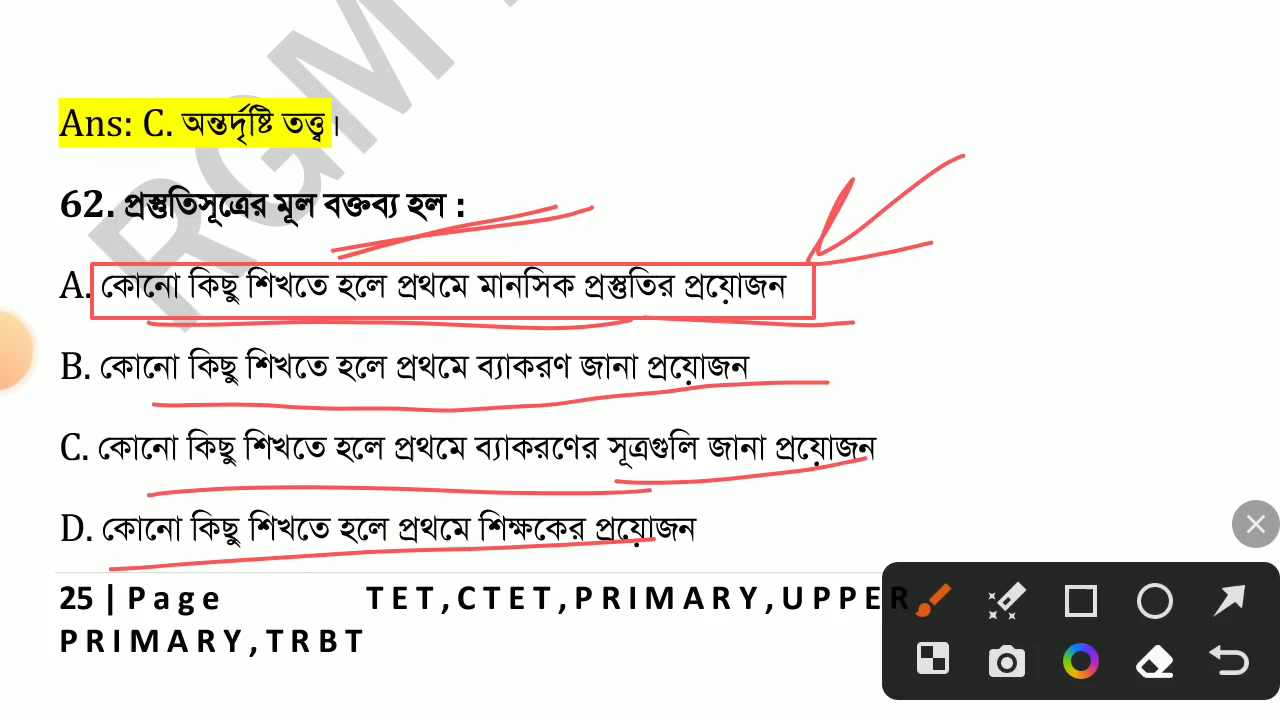 Ans: C. অন্তর্দৃষ্টি তত্ত্ব।
62. প্রস্তুতিসূত্রের মূল বক্তব্য হল :
A. কোনো কিছু শিখতে হলে প্রথমে মানসিক প্রস্তুতির প্রয়োজন
B. কোনো কিছু শিখতে হলে প্রথমে ব্যাকরণ জানা প্রয়োজন
C. কোনো কিছু শিখতে হলে প্রথমে ব্যাকরণের সূত্রগুলি জানা প্রয়োজন
D. কোনো কিছু শিখতে হলে প্রথমে শিক্ষকের প্রয়োজন
25 | Page TET,CTET,PRIMARY,UPPER
PRIMARY,TRBT
RGM